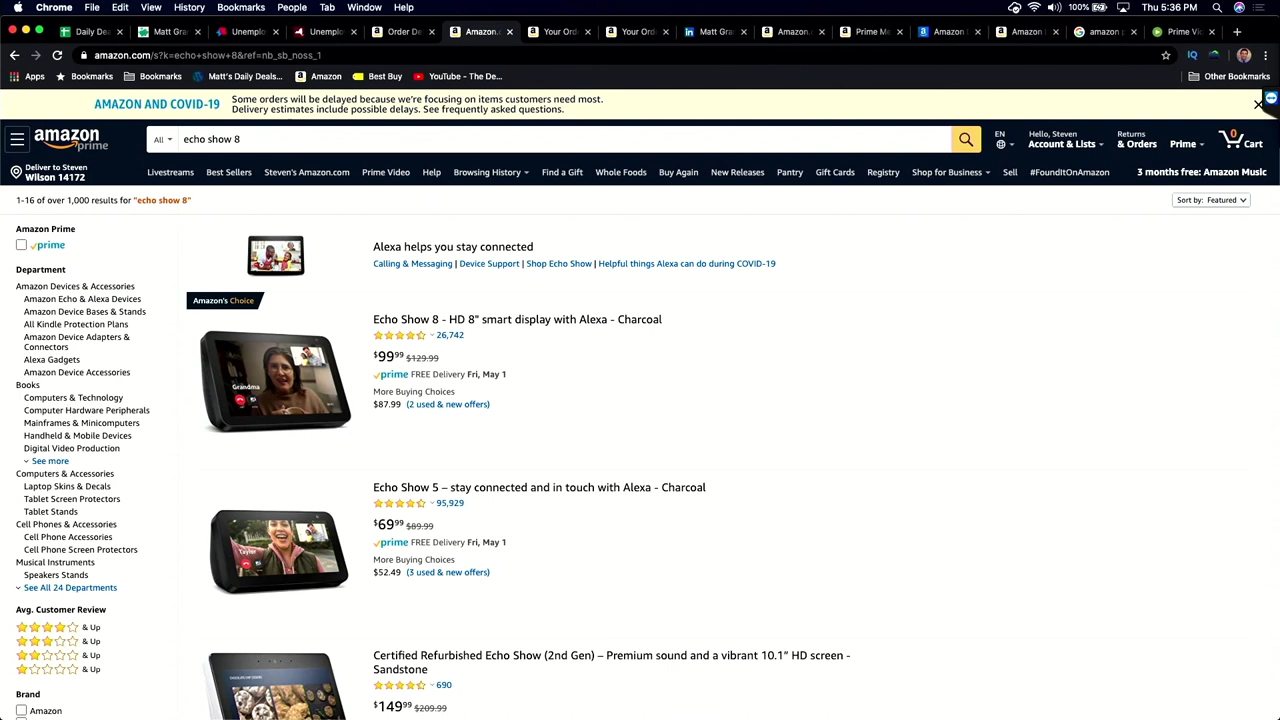 Chrome File Edit View History Bookmarks People Tab Window Help 100% Thu 5:36 PM
Daily Dea Matt Gra Unemplo Unemplo Order De Amazon.c Your Ord Your Ord Matt Gra Amazon. Prime Me Amazon Amazon amazon p Prime Vid
amazon.com/s?k=echo+show+8&ref=nb_sb_noss_1
Apps Bookmarks Bookmarks Matt's Daily Deals... Amazon Best Buy YouTube - The De... Other Bookmarks
AMAZON AND COVID-19
Some orders will be delayed because we're focusing on items customers need most.
Delivery estimates include possible delays. See frequently asked questions.
amazon prime
All echo show 8
EN
Hello, Steven
Account & Lists
Returns
& Orders
Prime
0
Cart
Deliver to Steven
Wilson 14172
Livestreams Best Sellers Steven's Amazon.com Prime Video Help Browsing History Find a Gift Whole Foods Buy Again New Releases Pantry Gift Cards Registry Shop for Business Sell #FoundItOnAmazon 3 months free: Amazon Music
1-16 of over 1,000 results for "echo show 8"
Sort by: Featured
Amazon Prime
prime
Department
Amazon Devices & Accessories
Amazon Echo & Alexa Devices
Amazon Device Bases & Stands
All Kindle Protection Plans
Amazon Device Adapters &
Connectors
Alexa Gadgets
Amazon Device Accessories
Books
Computers & Technology
Computer Hardware Peripherals
Mainframes & Minicomputers
Handheld & Mobile Devices
Digital Video Production
See more
Computers & Accessories
Laptop Skins & Decals
Tablet Screen Protectors
Tablet Stands
Cell Phones & Accessories
Cell Phone Accessories
Cell Phone Screen Protectors
Musical Instruments
Speakers Stands
See All 24 Departments
Avg. Customer Review
& Up
& Up
& Up
& Up
Brand
Amazon
Alexa helps you stay connected
Calling & Messaging | Device Support | Shop Echo Show | Helpful things Alexa can do during COVID-19
Amazon's Choice
Grandma
Echo Show 8 - HD 8" smart display with Alexa - Charcoal
26,742
$99.99 $129.99
prime FREE Delivery Fri, May 1
More Buying Choices
$87.99 (2 used & new offers)
Taylor
Echo Show 5 – stay connected and in touch with Alexa - Charcoal
95,929
$69.99 $89.99
prime FREE Delivery Fri, May 1
More Buying Choices
$52.49 (3 used & new offers)
Certified Refurbished Echo Show (2nd Gen) – Premium sound and a vibrant 10.1” HD screen -
Sandstone
690
$149.99 $209.99